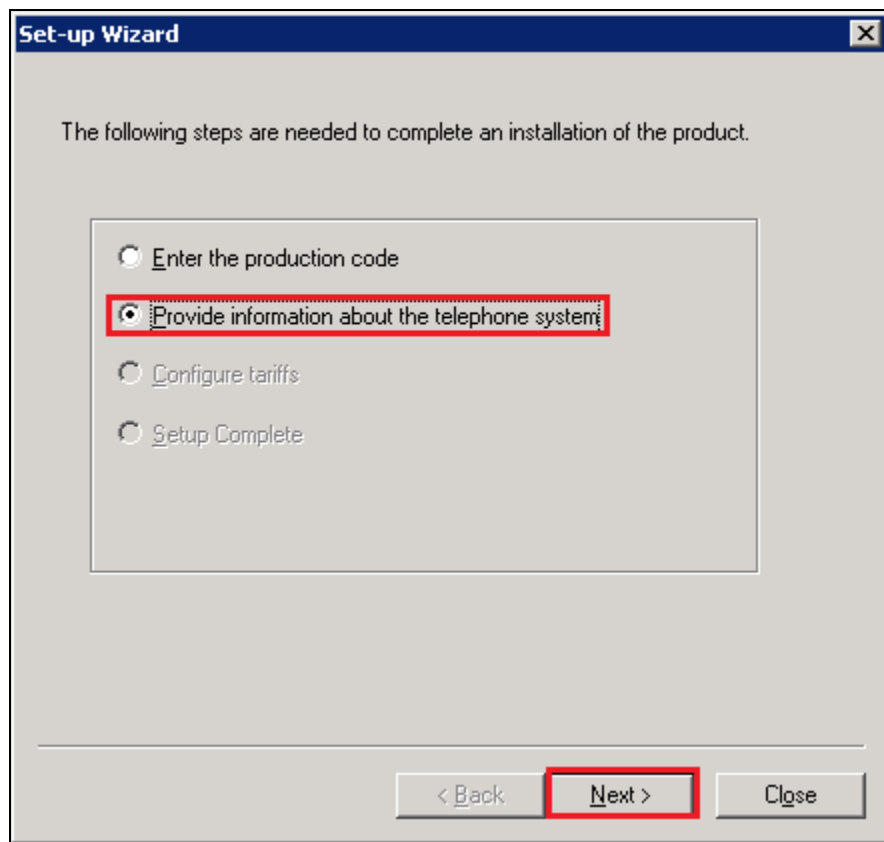 Set-up Wizard
The following steps are needed to complete an installation of the product.
Enter the production code
Provide information about the telephone system
Configure tariffs
Setup Complete
< Back Next > Close